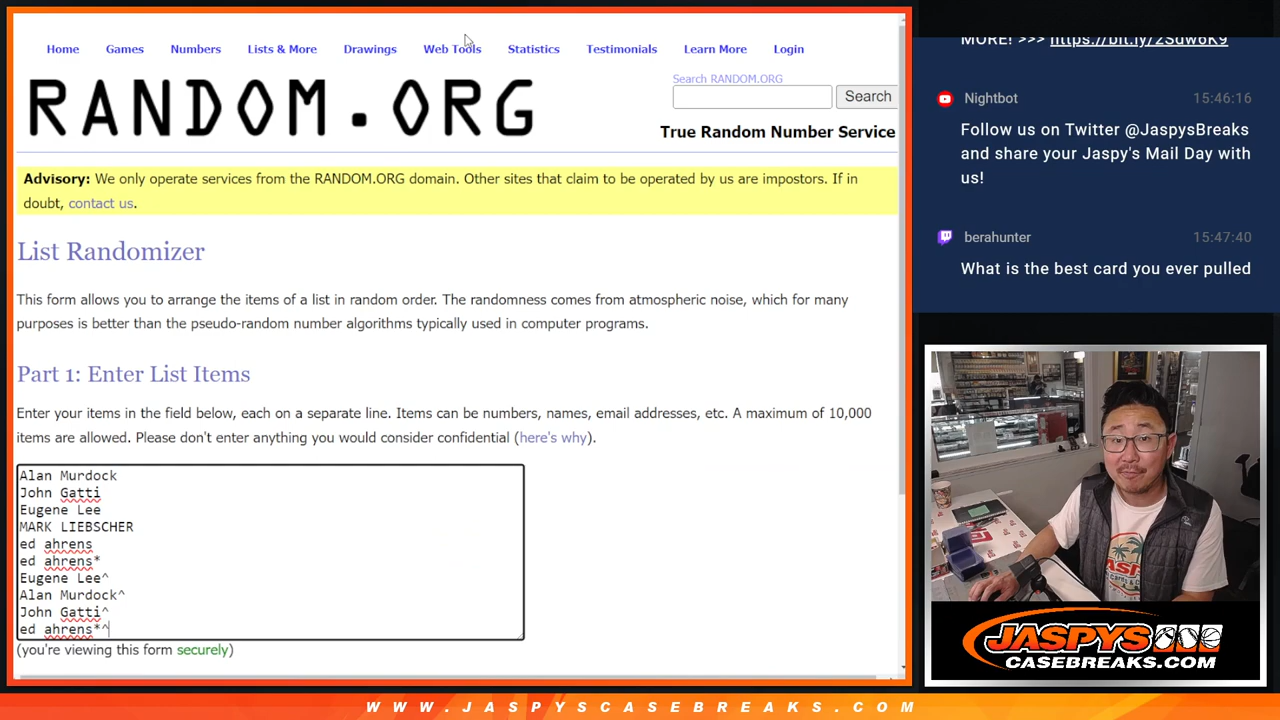 Home Games Numbers Lists & More Drawings Web Tools Statistics Testimonials Learn More Login
RANDOM.ORG
Search RANDOM.ORG
Search
True Random Number Service
Advisory: We only operate services from the RANDOM.ORG domain. Other sites that claim to be operated by us are impostors. If in
doubt, contact us.
List Randomizer
This form allows you to arrange the items of a list in random order. The randomness comes from atmospheric noise, which for many
purposes is better than the pseudo-random number algorithms typically used in computer programs.
Part 1: Enter List Items
Enter your items in the field below, each on a separate line. Items can be numbers, names, email addresses, etc. A maximum of 10,000
items are allowed. Please don't enter anything you would consider confidential (here's why).
Alan Murdock
John Gatti
Eugene Lee
MARK LIEBSCHER
ed ahrens
ed ahrens*
Eugene Lee^
Alan Murdock^
John Gatti^
ed ahrens*^
(you're viewing this form securely)
MORE! >>> https://bit.ly/2Sdw6K9
Nightbot 15:46:16
Follow us on Twitter @JaspysBreaks
and share your Jaspy's Mail Day with
us!
berahunter 15:47:40
What is the best card you ever pulled
JASPYS
CASEBREAKS.COM
WWW.JASPYSCASEBREAKS.COM